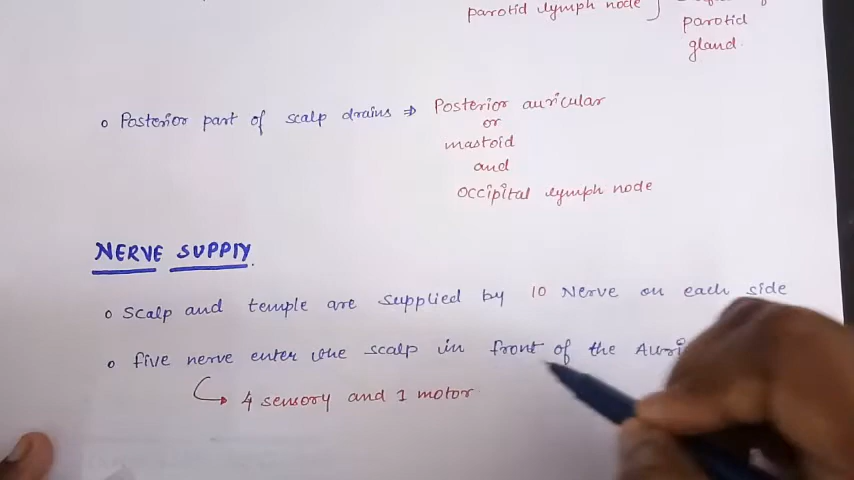 parotid lymph node
parotid
gland.
o Posterior part of scalp drains ⇒ Posterior auricular
or
mastoid
and
occipital lymph node
NERVE SUPPLY.
o scalp and temple are supplied by 10 Nerve on each side
o five nerve enter the scalp in front of the
4 sensory and 1 motor